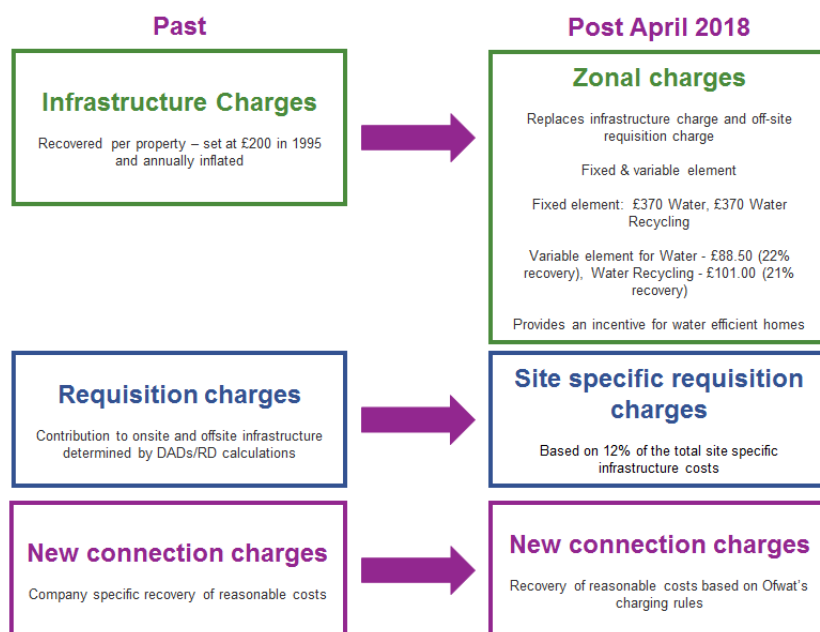 Past
Post April 2018
Infrastructure Charges
Recovered per property – set at £200 in 1995
and annually inflated
Zonal charges
Replaces infrastructure charge and off-site
requisition charge
Fixed & variable element
Fixed element: £370 Water, £370 Water
Recycling
Variable element for Water - £88.50 (22%
recovery), Water Recycling - £101.00 (21%
recovery)
Provides an incentive for water efficient homes
Requisition charges
Contribution to onsite and offsite infrastructure
determined by DADs/RD calculations
Site specific requisition
charges
Based on 12% of the total site specific
infrastructure costs
New connection charges
Company specific recovery of reasonable costs
New connection charges
Recovery of reasonable costs based on Ofwat's
charging rules